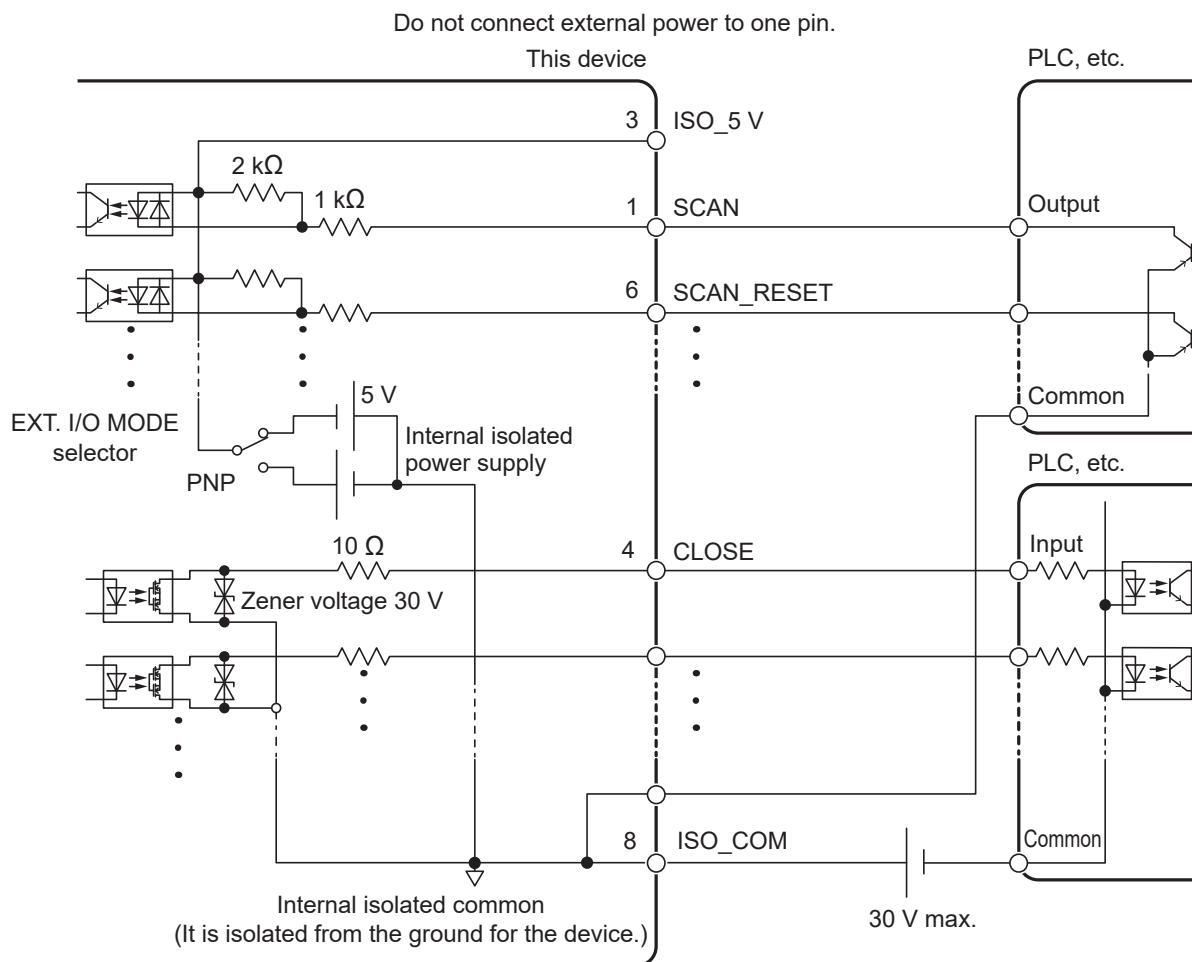 Do not connect external power to one pin.
This device
PLC, etc.
3
ISO_5 V
2 kΩ
1 kΩ
1
SCAN
Output
6
SCAN_RESET
5 V
Common
EXT. I/O MODE
selector
Internal isolated
power supply
PNP
PLC, etc.
10 Ω
4
CLOSE
Input
Zener voltage 30 V
8
ISO_COM
Common
Internal isolated common
(It is isolated from the ground for the device.)
30 V max.